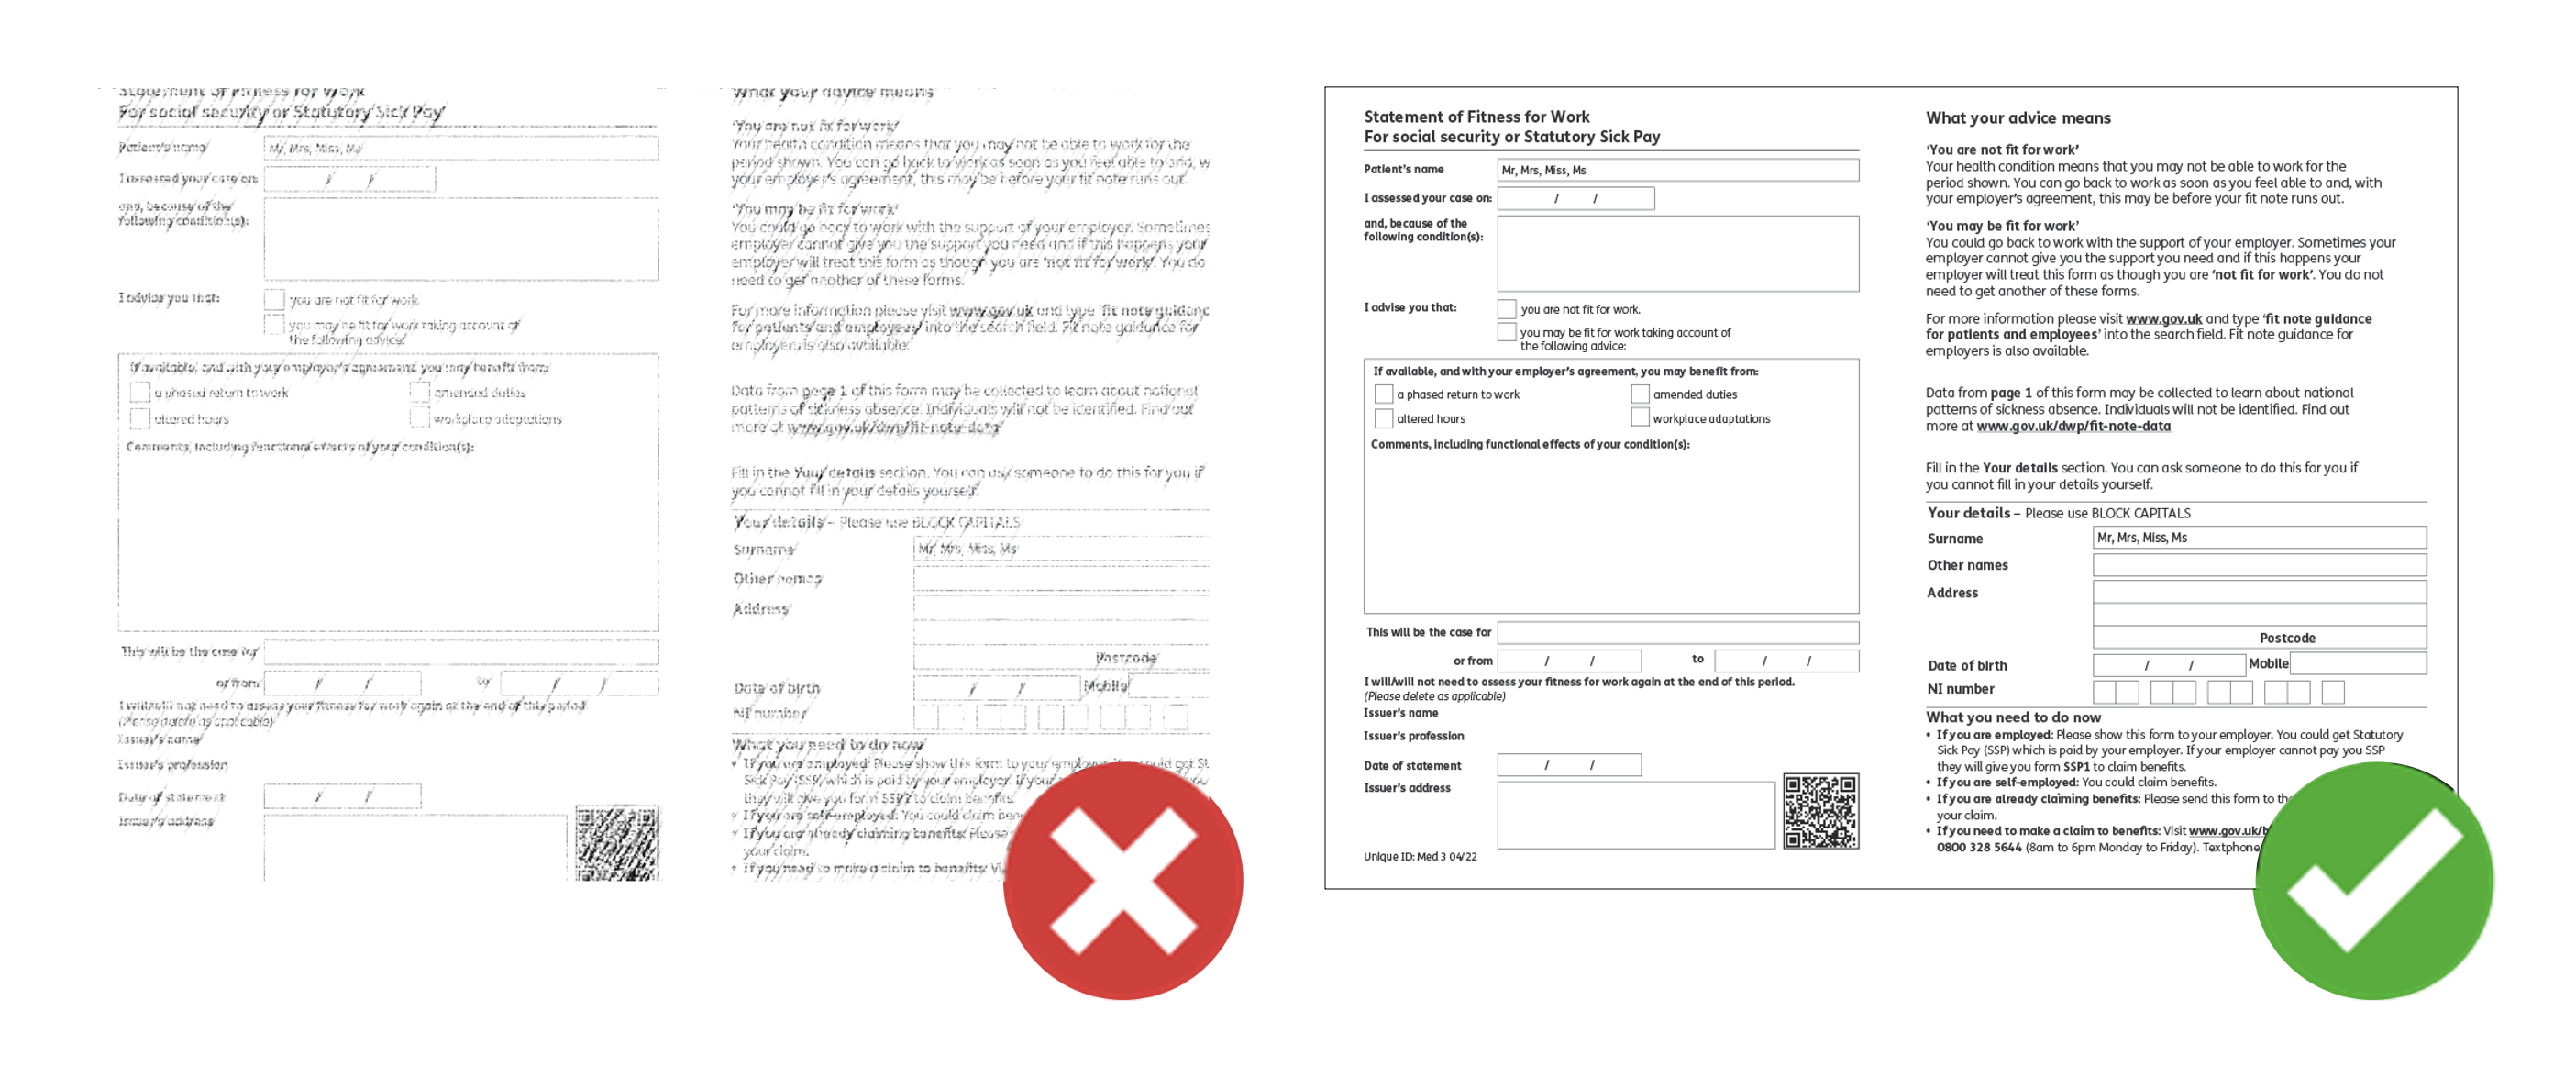 Statement of Fitness for Work
For social security or Statutory Sick Pay
Patient's name
Mr, Mrs, Miss, Ms
I assessed your case on:
/ /
and, because of the
following condition(s):
I advise you that:
you are not fit for work.
you may be fit for work taking account of
the following advice:
If available, and with your employer's agreement, you may benefit from:
a phased return to work
amended duties
altered hours
workplace adaptations
Comments, including functional effects of your condition(s):
This will be the case for
or from
/ /
to
/ /
I will/will not need to assess your fitness for work again at the end of this period.
(Please delete as applicable)
Issuer's name
Issuer's profession
Date of statement
/ /
Issuer's address
What your advice means
'You are not fit for work'
Your health condition means that you may not be able to work for the
period shown. You can go back to work as soon as you feel able to and, w
your employer's agreement, this may be before your fit note runs out.
'You may be fit for work'
You could go back to work with the support of your employer. Sometimes
employer cannot give you the support you need and if this happens your
employer will treat this form as though you are 'not fit for work'. You do
need to get another of these forms.
For more information please visit www.gov.uk and type 'fit note guidanc
for patients and employees' into the search field. Fit note guidance for
employers is also available.
Data from page 1 of this form may be collected to learn about national
patterns of sickness absence. Individuals will not be identified. Find out
more at www.gov.uk/dwp/fit-note-data
Fill in the Your details section. You can ask someone to do this for you if
you cannot fill in your details yourself.
Your details – Please use BLOCK CAPITALS
Surname
Mr, Mrs, Miss, Ms
Other names
Address
Postcode
Date of birth
/ /
Mobile
NI number
What you need to do now
• If you are employed: Please show this form to your employer. You could get St
Sick Pay (SSP) which is paid by your employer. If your
they will give you form SSP1 to claim benefits.
• If you are self-employed: You could claim ben
• If you are already claiming benefits: Please
your claim.
• If you need to make a claim to benefits: Vi
Statement of Fitness for Work
For social security or Statutory Sick Pay
Patient's name
Mr, Mrs, Miss, Ms
I assessed your case on:
/ /
and, because of the
following condition(s):
I advise you that:
you are not fit for work.
you may be fit for work taking account of
the following advice:
If available, and with your employer's agreement, you may benefit from:
a phased return to work
amended duties
altered hours
workplace adaptations
Comments, including functional effects of your condition(s):
This will be the case for
or from
/ /
to
/ /
I will/will not need to assess your fitness for work again at the end of this period.
(Please delete as applicable)
Issuer's name
Issuer's profession
Date of statement
/ /
Issuer's address
Unique ID: Med 3 04/22
What your advice means
'You are not fit for work'
Your health condition means that you may not be able to work for the
period shown. You can go back to work as soon as you feel able to and, with
your employer's agreement, this may be before your fit note runs out.
'You may be fit for work'
You could go back to work with the support of your employer. Sometimes your
employer cannot give you the support you need and if this happens your
employer will treat this form as though you are 'not fit for work'. You do not
need to get another of these forms.
For more information please visit www.gov.uk and type 'fit note guidance
for patients and employees' into the search field. Fit note guidance for
employers is also available.
Data from page 1 of this form may be collected to learn about national
patterns of sickness absence. Individuals will not be identified. Find out
more at www.gov.uk/dwp/fit-note-data
Fill in the Your details section. You can ask someone to do this for you if
you cannot fill in your details yourself.
Your details – Please use BLOCK CAPITALS
Surname
Mr, Mrs, Miss, Ms
Other names
Address
Postcode
Date of birth
/ /
Mobile
NI number
What you need to do now
• If you are employed: Please show this form to your employer. You could get Statutory
Sick Pay (SSP) which is paid by your employer. If your employer cannot pay you SSP
they will give you form SSP1 to claim benefits.
• If you are self-employed: You could claim benefits.
• If you are already claiming benefits: Please send this form to the
your claim.
• If you need to make a claim to benefits: Visit www.gov.uk/b
0800 328 5644 (8am to 6pm Monday to Friday). Textphone